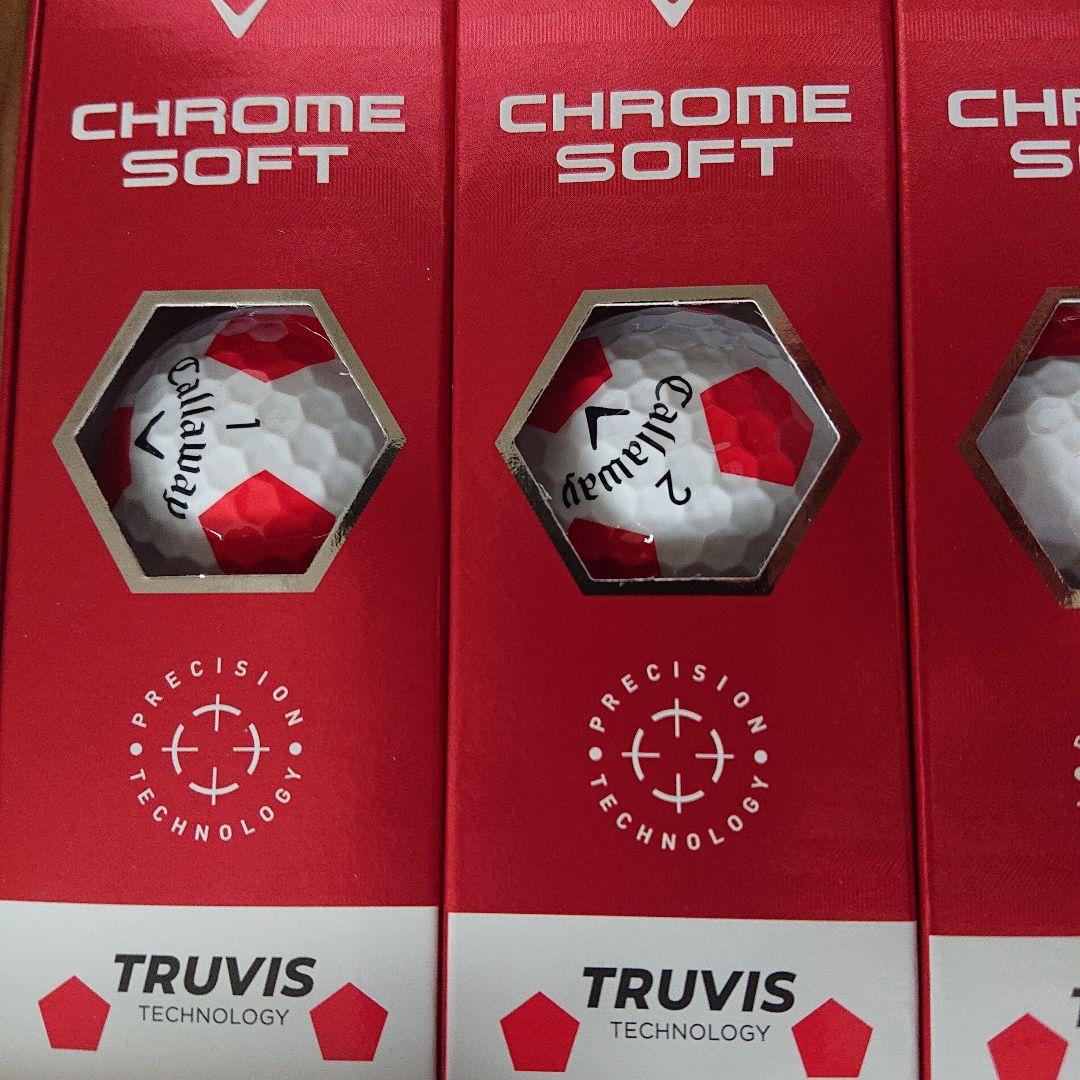 CHROME
SOFT
Callaway
1
PRECISION
TECHNOLOGY
TRUVIS
TECHNOLOGY
CHROME
SOFT
Callaway
2
PRECISION
TECHNOLOGY
TRUVIS
TECHNOLOGY